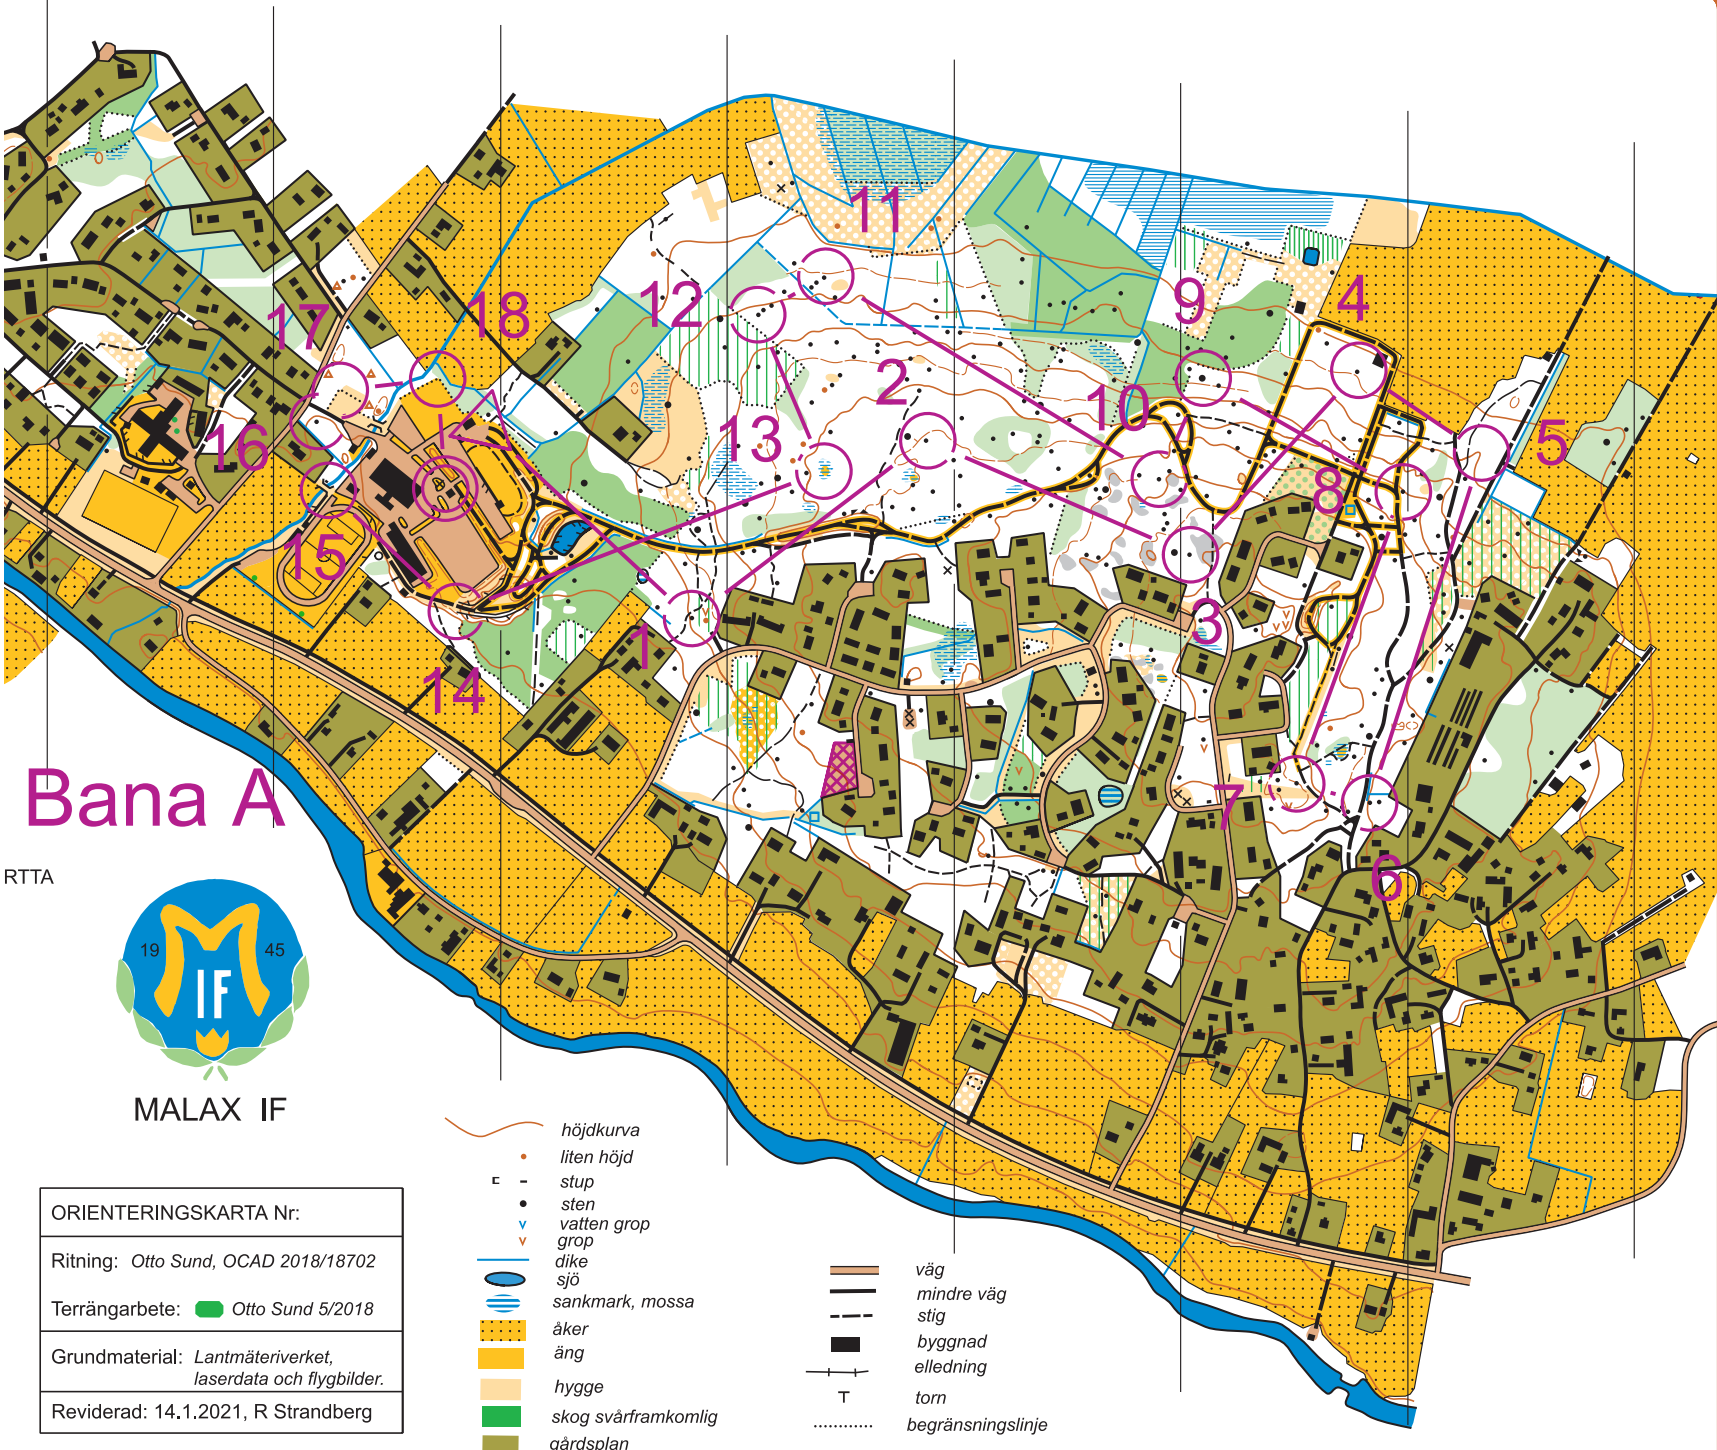 11
9
4
12
17
18
2
10
5
13
16
8
15
3
1
14
7
6
Bana A
RTTA
19 45
IF
MALAX IF
ORIENTERINGSKARTA Nr:
Ritning: Otto Sund, OCAD 2018/18702
Terrängarbete: Otto Sund 5/2018
Grundmaterial: Lantmäteriverket,
laserdata och flygbilder.
Reviderad: 14.1.2021, R Strandberg
höjdkurva
liten höjd
stup
sten
vatten grop
grop
dike
sjö
sankmark, mossa
åker
äng
hygge
skog svårframkomlig
gårdsplan
väg
mindre väg
stig
byggnad
elledning
torn
begränsningslinje